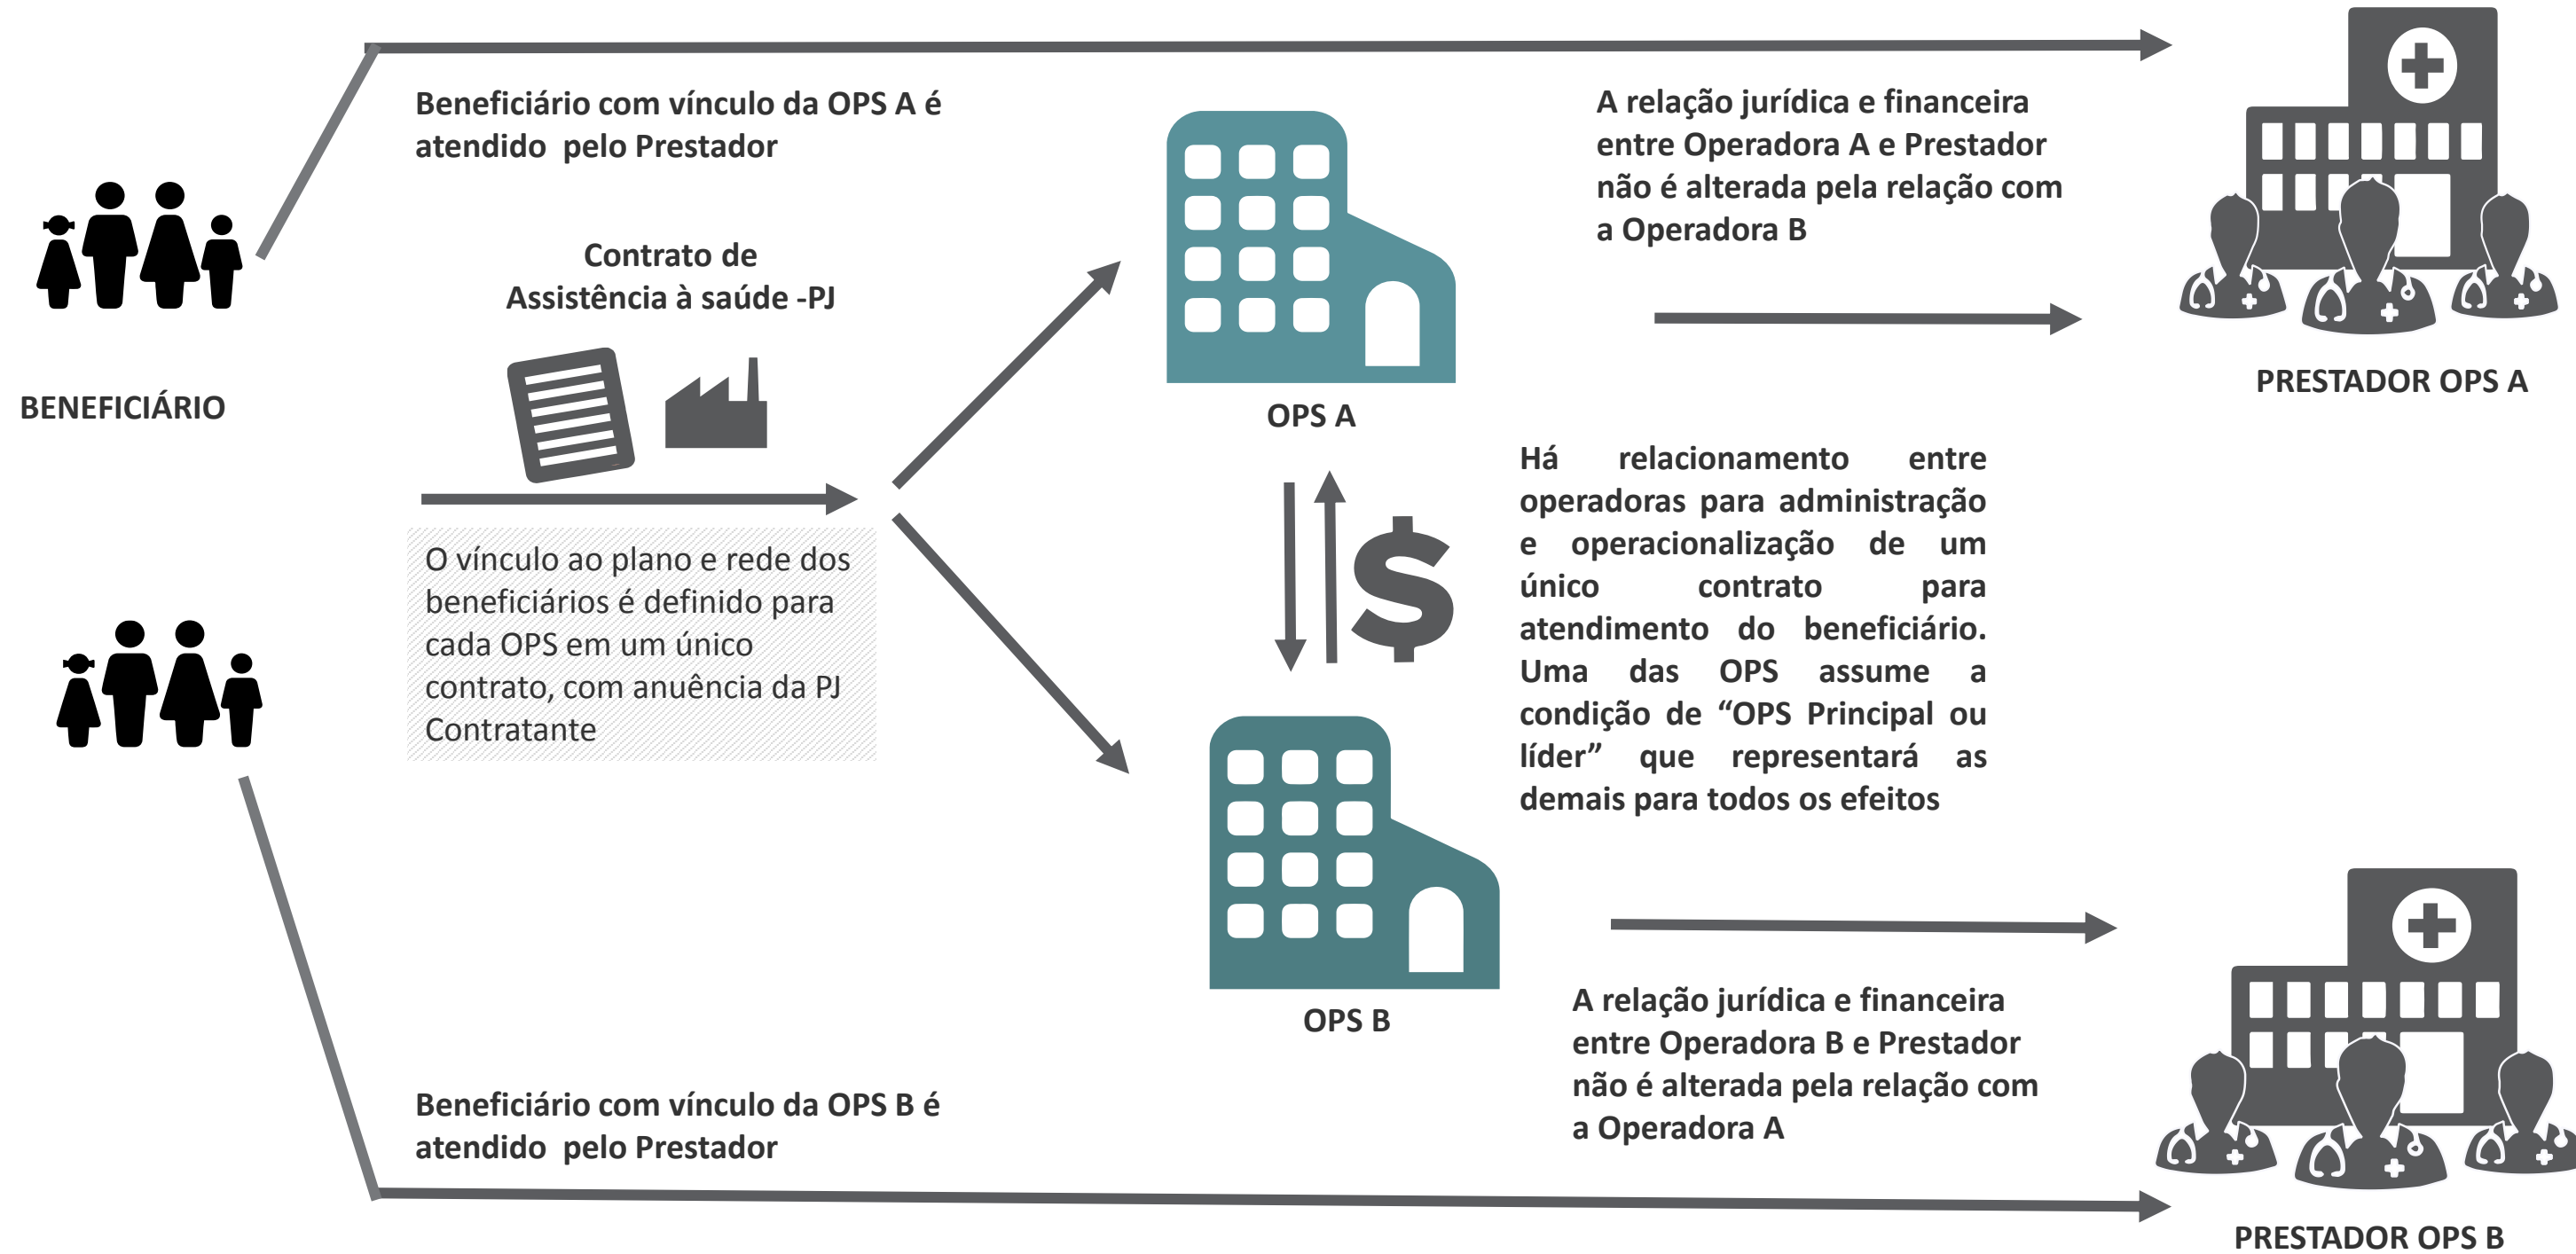 Beneficiário com vínculo da OPS A é
atendido pelo Prestador
A relação jurídica e financeira
entre Operadora A e Prestador
não é alterada pela relação com
a Operadora B
Contrato de
Assistência à saúde -PJ
BENEFICIÁRIO
OPS A
PRESTADOR OPS A
O vínculo ao plano e rede dos
beneficiários é definido para
cada OPS em um único
contrato, com anuência da PJ
Contratante
$
Há relacionamento entre
operadoras para administração
e operacionalização de um
único contrato para
atendimento do beneficiário.
Uma das OPS assume a
condição de “OPS Principal ou
líder” que representará as
demais para todos os efeitos
OPS B
A relação jurídica e financeira
entre Operadora B e Prestador
não é alterada pela relação com
a Operadora A
Beneficiário com vínculo da OPS B é
atendido pelo Prestador
PRESTADOR OPS B